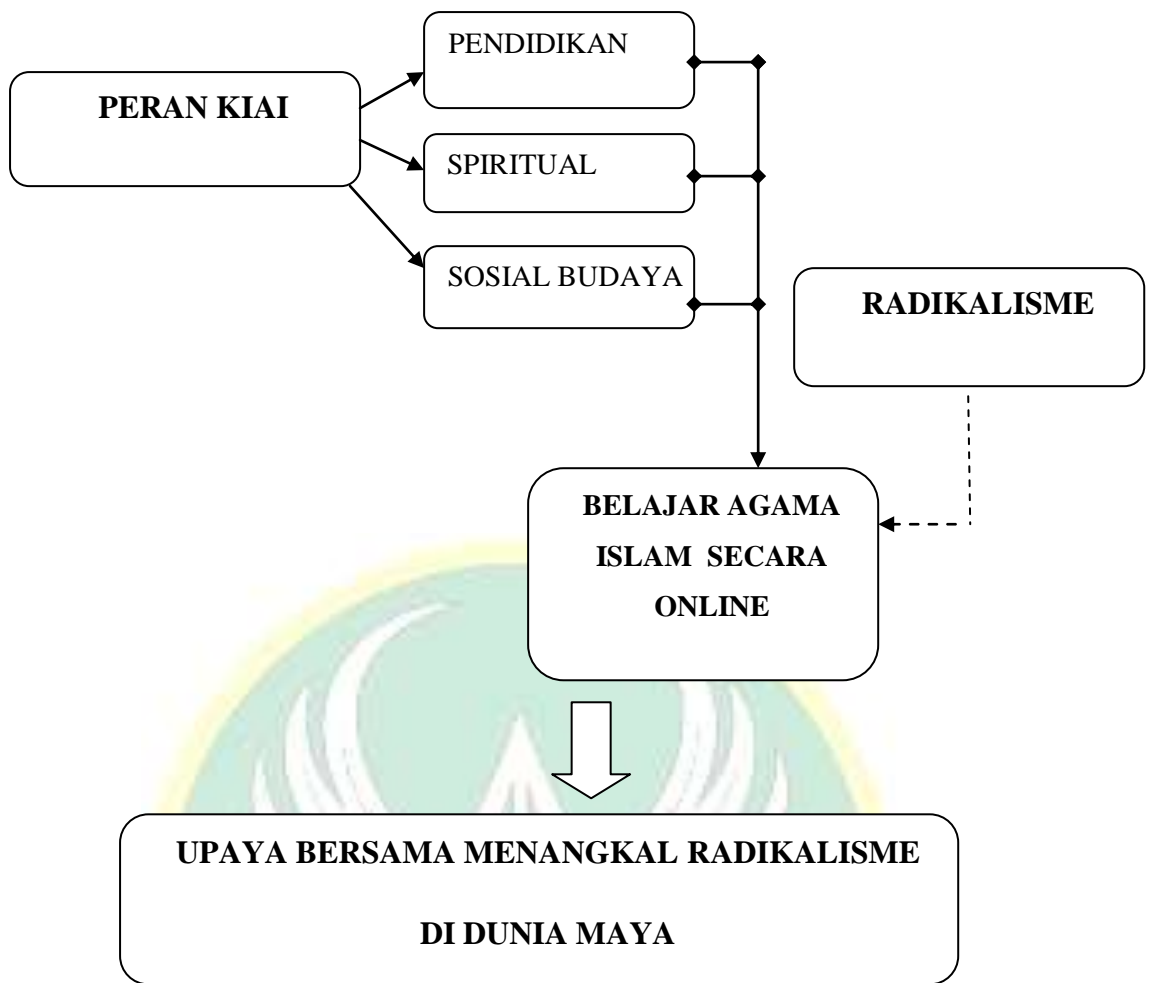 PENDIDIKAN
PERAN KIAI
SPIRITUAL
SOSIAL BUDAYA
RADIKALISME
BELAJAR AGAMA
ISLAM SECARA
ONLINE
UPAYA BERSAMA MENANGKAL RADIKALISME
DI DUNIA MAYA